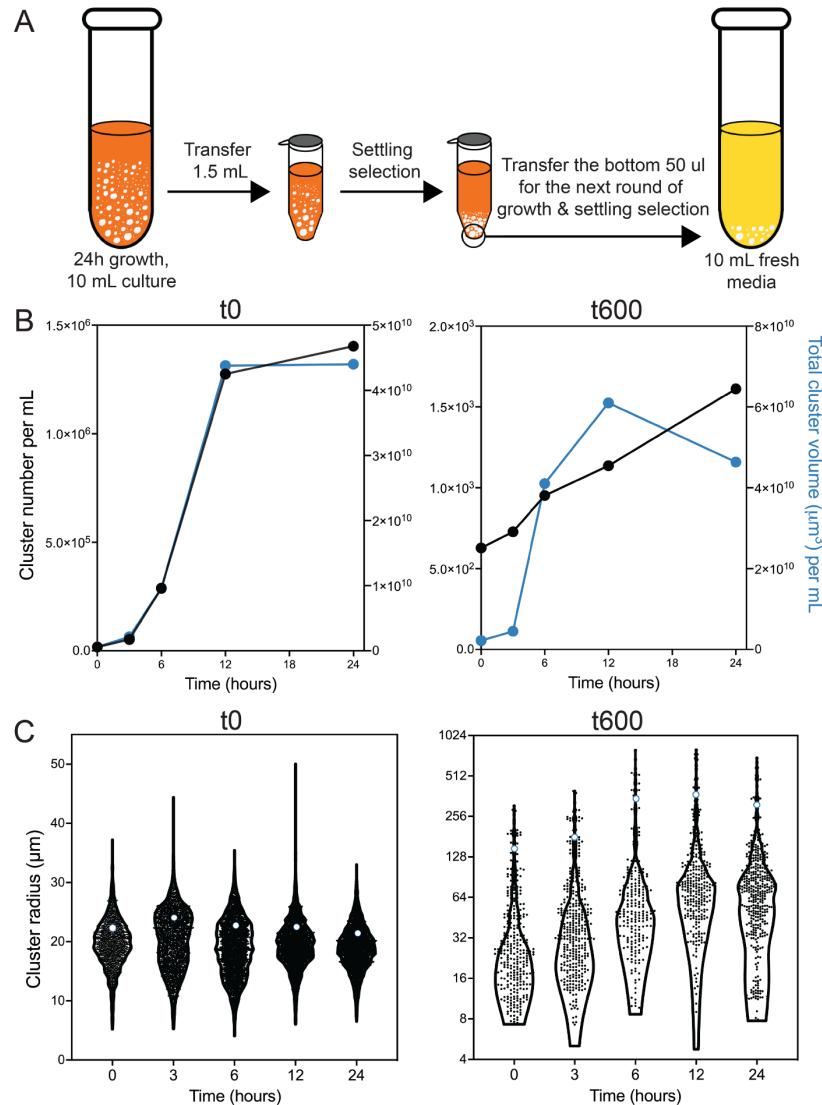 A
Transfer
1.5 mL
Settling
selection
Transfer the bottom 50 ul
for the next round of
growth & settling selection
24h growth,
10 mL culture
10 mL fresh
media
B
t0
1.5×10⁶
1.0×10⁶
5.0×10⁵
0.0
5×10¹⁰
4×10¹⁰
3×10¹⁰
2×10¹⁰
1×10¹⁰
0
0 6 12 18 24
Cluster number per mL
Time (hours)
t600
2.0×10³
1.5×10³
1.0×10³
5.0×10²
0.0
8×10¹⁰
6×10¹⁰
4×10¹⁰
2×10¹⁰
0
0 6 12 18 24
Total cluster volume (μm³) per mL
Time (hours)
C
t0
50
40
30
20
10
0
0 3 6 12 24
Cluster radius (μm)
Time (hours)
t600
1024
512
256
128
64
32
16
8
4
0 3 6 12 24
Time (hours)